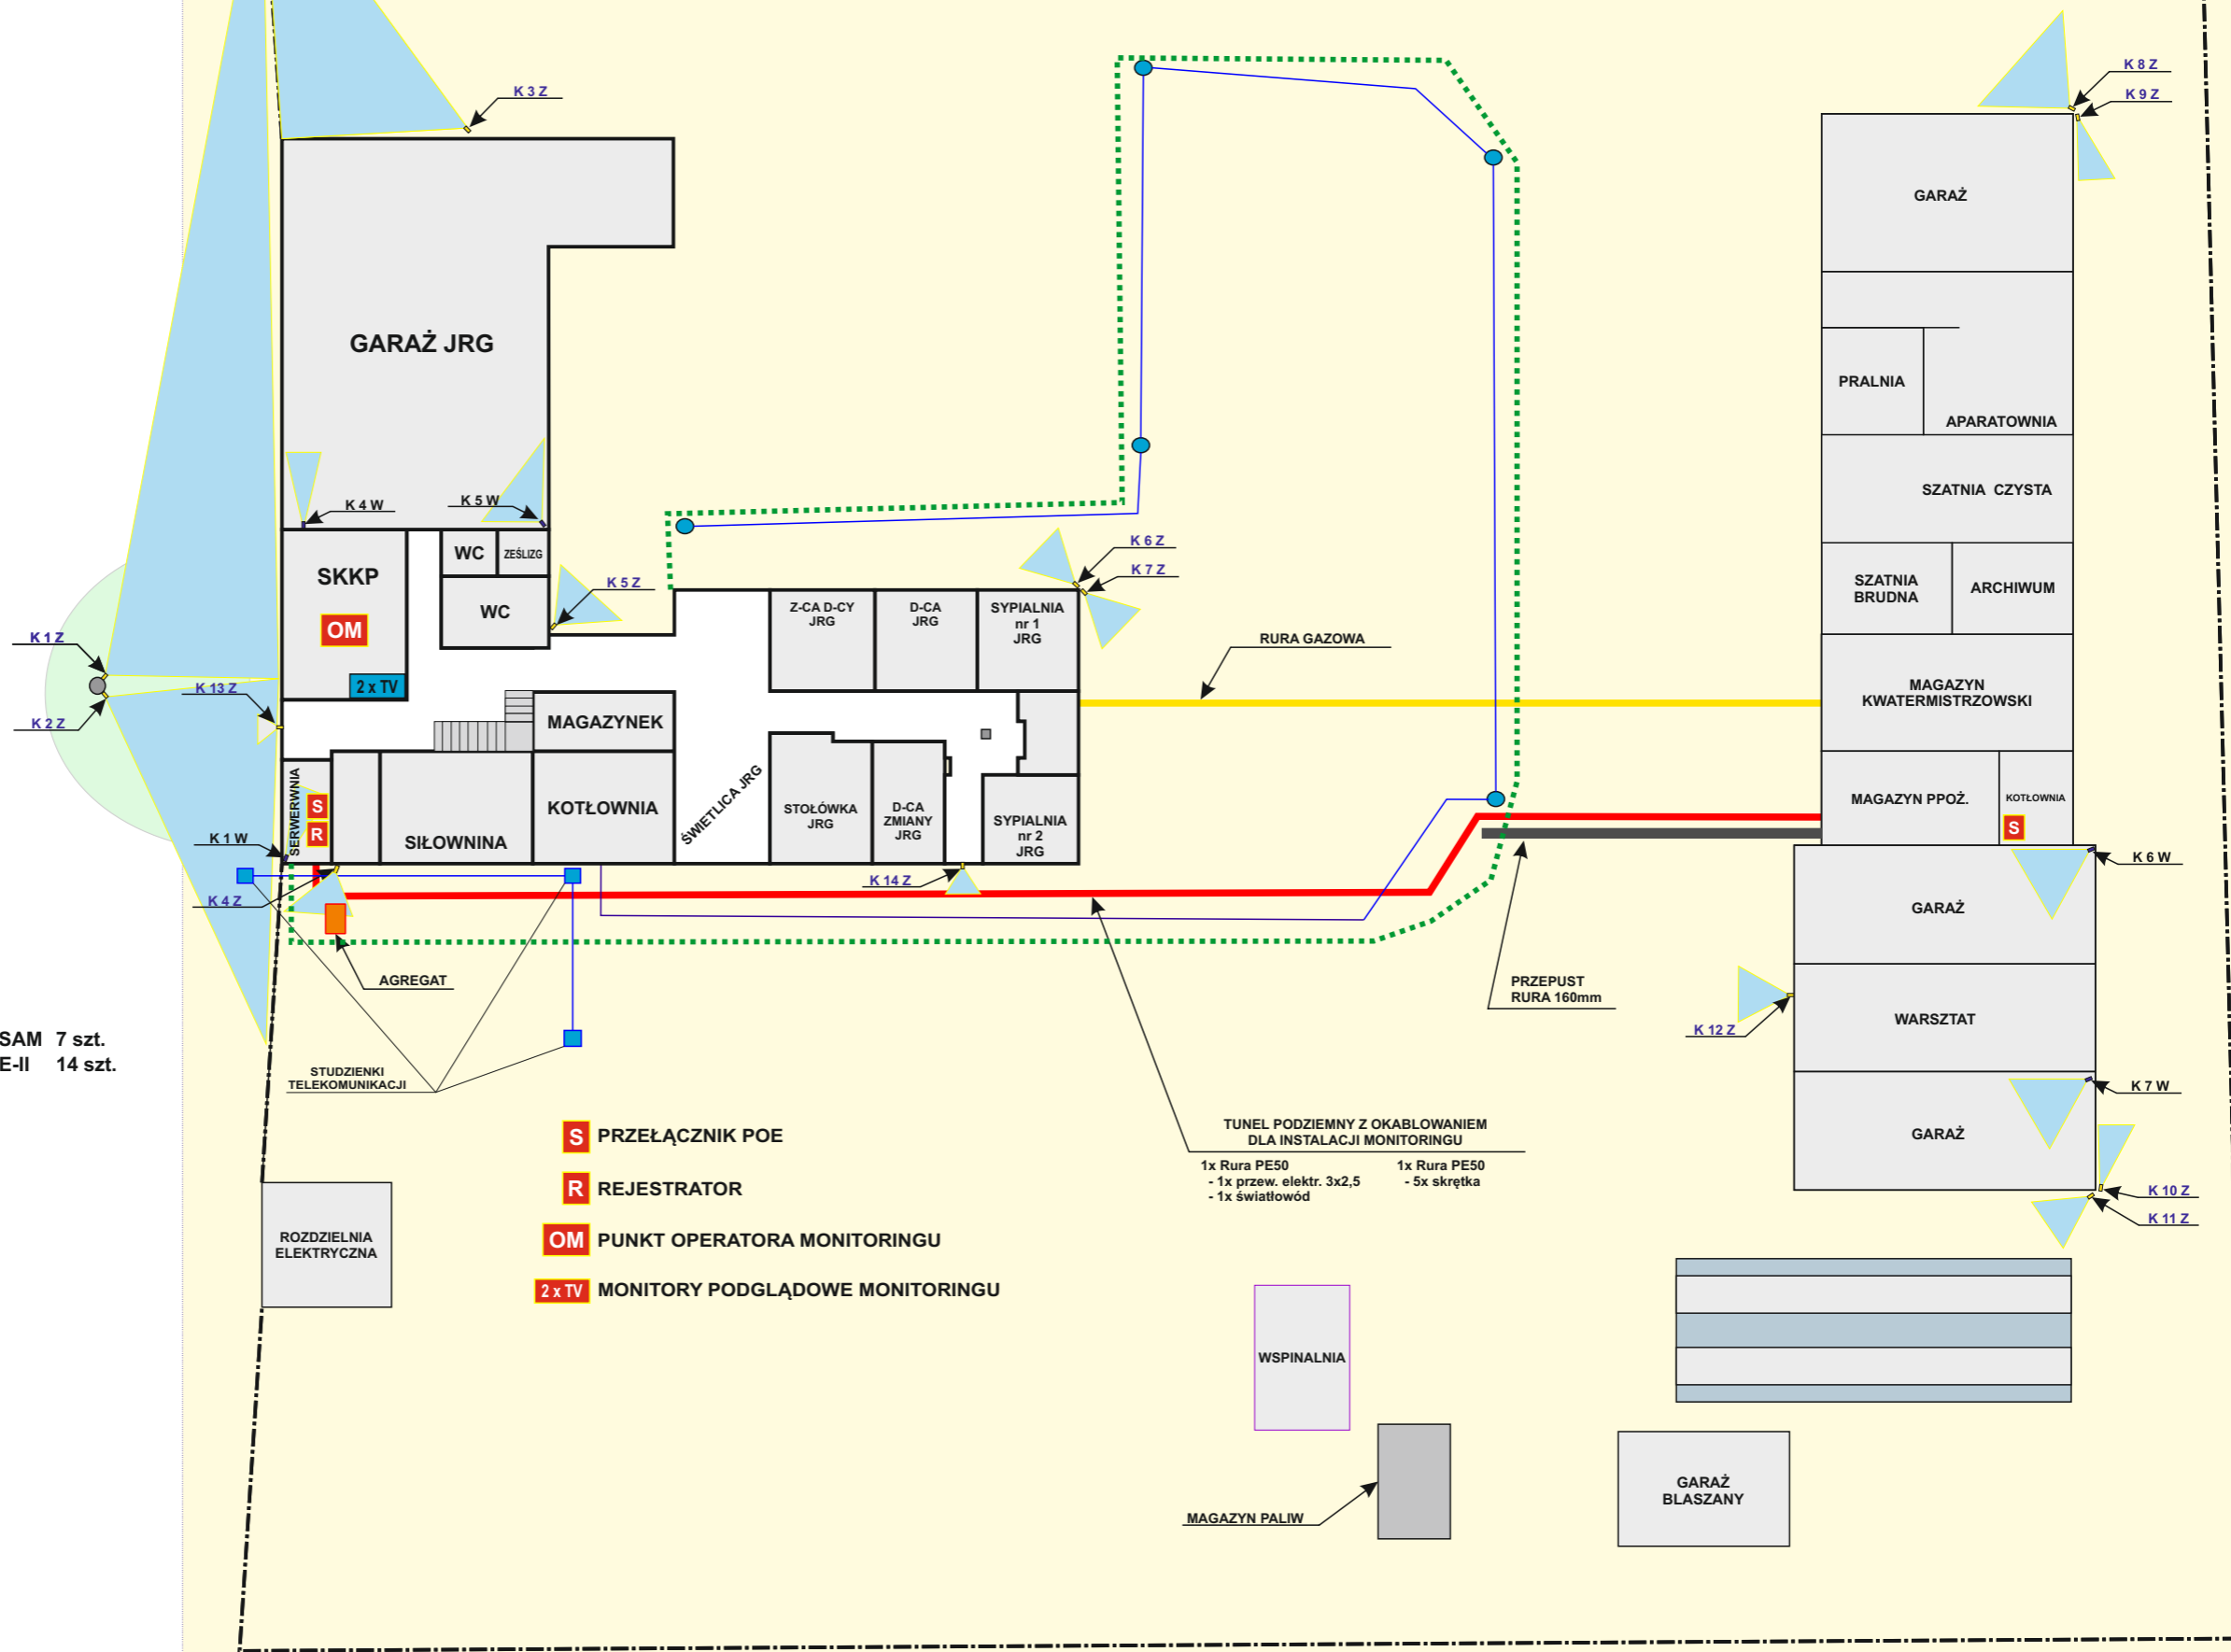 K 3 Z
K 8 Z
K 9 Z
GARAŻ
GARAŻ JRG
PRALNIA
APARATOWNIA
SZATNIA CZYSTA
K 4 W
K 5 W
WC
ZEŚLIZG
SKKP
OM
WC
K 5 Z
K 6 Z
K 7 Z
Z-CA D-CY
JRG
D-CA
JRG
SYPIALNIA
nr 1
JRG
SZATNIA
BRUDNA
ARCHIWUM
RURA GAZOWA
K 1 Z
K 13 Z
K 2 Z
2 x TV
MAGAZYNEK
MAGAZYN
KWATERMISTRZOWSKI
SERWERWNIA
S
R
SIŁOWNINA
KOTŁOWNIA
ŚWIETLICA JRG
STOŁÓWKA
JRG
D-CA
ZMIANY
JRG
SYPIALNIA
nr 2
JRG
MAGAZYN PPOŻ.
KOTŁOWNIA
S
K 1 W
K 4 Z
K 14 Z
K 6 W
GARAŻ
AGREGAT
PRZEPUST
RURA 160mm
K 12 Z
WARSZTAT
SAM 7 szt.
E-II 14 szt.
STUDZIENKI
TELEKOMUNIKACJI
K 7 W
GARAŻ
TUNEL PODZIEMNY Z OKABLOWANIEM
DLA INSTALACJI MONITORINGU
1x Rura PE50
- 1x przew. elektr. 3x2,5
- 1x światłowód
1x Rura PE50
- 5x skrętka
K 10 Z
K 11 Z
S PRZEŁĄCZNIK POE
R REJESTRATOR
OM PUNKT OPERATORA MONITORINGU
2 x TV MONITORY PODGLĄDOWE MONITORINGU
ROZDZIELNIA
ELEKTRYCZNA
WSPINALNIA
MAGAZYN PALIW
GARAŻ
BLASZANY